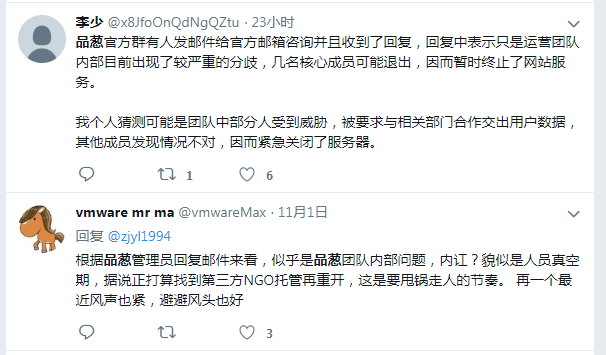 李少 @x8JfoOnQdNgQZtu · 23小时
品葱官方群有人发邮件给官方邮箱咨询并且收到了回复，回复中表示只是运营团队
内部目前出现了较严重的分歧，几名核心成员可能退出，因而暂时终止了网站服
务。
我个人猜测可能是团队中部分人受到威胁，被要求与相关部门合作交出用户数据，
其他成员发现情况不对，因而紧急关闭了服务器。
1 6
vmware mr ma @vmwareMax · 11月1日
回复 @zjyl1994
根据品葱管理员回复邮件来看，似乎是品葱团队内部问题，内讧？貌似是人员真空
期，据说正打算找到第三方NGO托管再重开，这是要甩锅走人的节奏。 再一个最
近风声也紧，避避风头也好
3